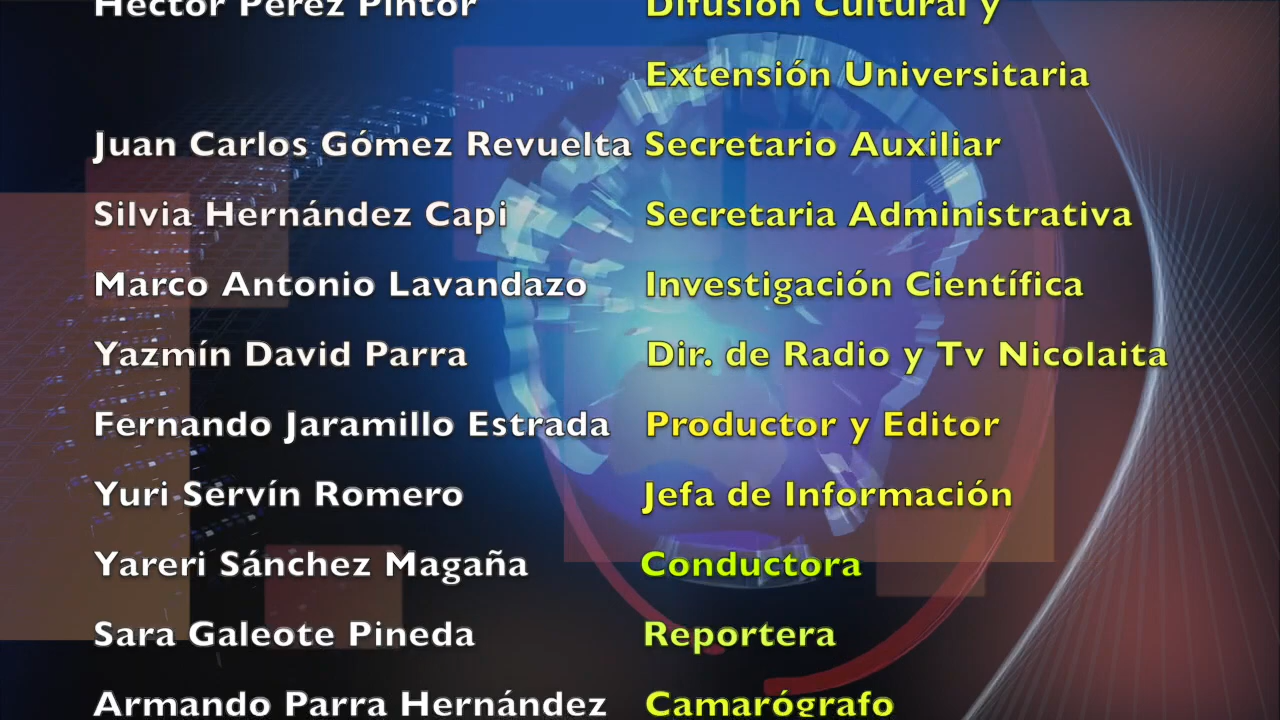 Héctor Pérez Pintor Difusión Cultural y
Extensión Universitaria
Juan Carlos Gómez Revuelta Secretario Auxiliar
Silvia Hernández Capi Secretaria Administrativa
Marco Antonio Lavandazo Investigación Científica
Yazmín David Parra Dir. de Radio y Tv Nicolaita
Fernando Jaramillo Estrada Productor y Editor
Yuri Servín Romero Jefa de Información
Yareri Sánchez Magaña Conductora
Sara Galeote Pineda Reportera
Armando Parra Hernández Camarógrafo